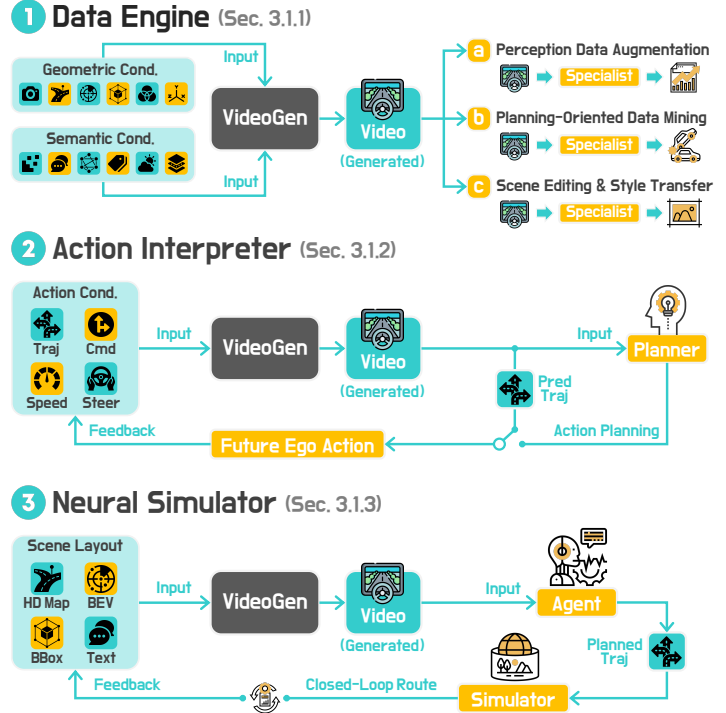 1 Data Engine (Sec. 3.1.1)
Geometric Cond.
Semantic Cond.
Input
Input
VideoGen
Video
(Generated)
a Perception Data Augmentation
Specialist
b Planning-Oriented Data Mining
Specialist
c Scene Editing & Style Transfer
Specialist
2 Action Interpreter (Sec. 3.1.2)
Action Cond.
Traj Cmd
Speed Steer
Input
VideoGen
Video
(Generated)
Input
Planner
Pred
Traj
Action Planning
Future Ego Action
Feedback
3 Neural Simulator (Sec. 3.1.3)
Scene Layout
HD Map BEV
BBox Text
Input
VideoGen
Video
(Generated)
Input
Agent
Planned
Traj
Simulator
Closed-Loop Route
Feedback